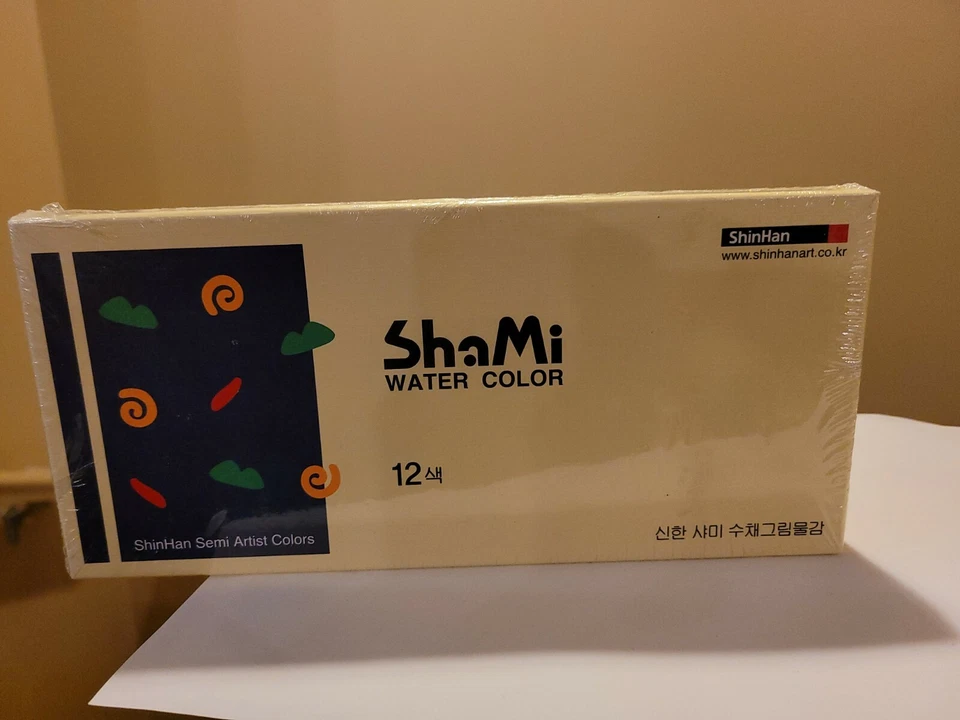 ShinHan
www.shinhanart.co.kr
ShaMi
WATER COLOR
12색
ShinHan Semi Artist Colors
신한 샤미 수채그림물감